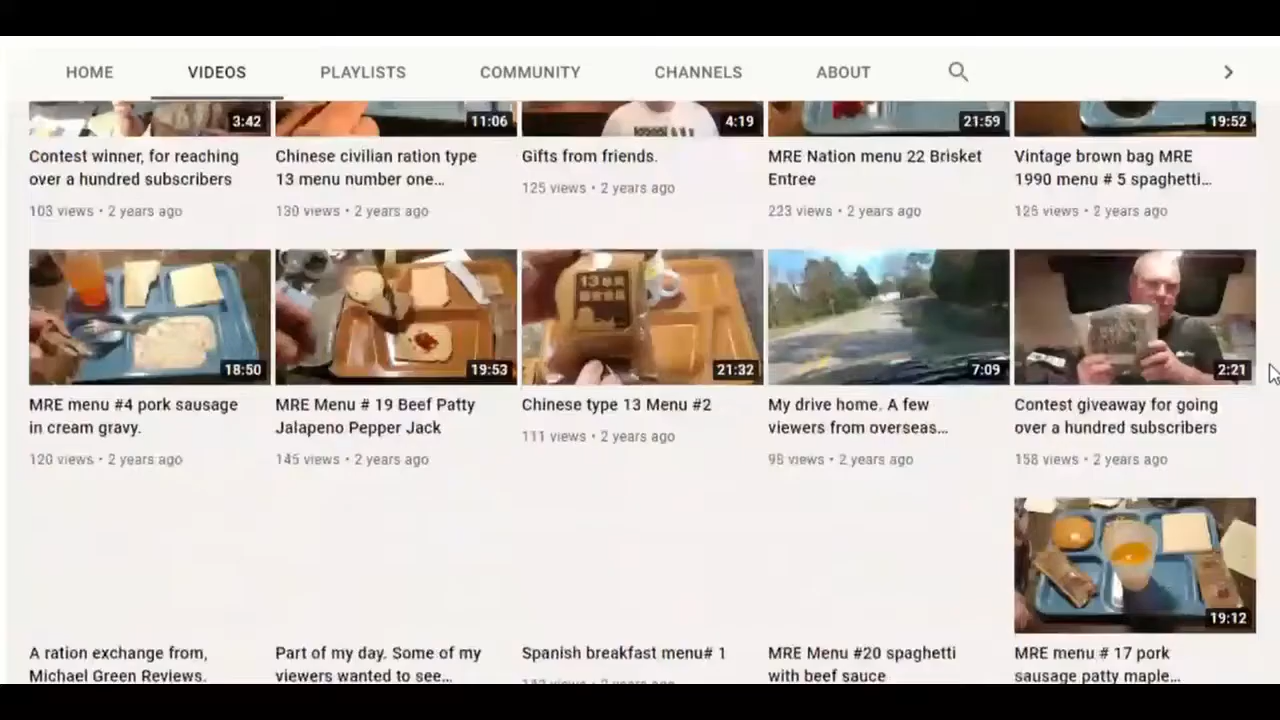 HOME VIDEOS PLAYLISTS COMMUNITY CHANNELS ABOUT
3:42 11:06 4:19 21:59 19:52
Contest winner, for reaching
over a hundred subscribers
103 views • 2 years ago
Chinese civilian ration type
13 menu number one...
130 views • 2 years ago
Gifts from friends.
125 views • 2 years ago
MRE Nation menu 22 Brisket
Entree
223 views • 2 years ago
Vintage brown bag MRE
1990 menu # 5 spaghetti...
126 views • 2 years ago
18:50 19:53 21:32 7:09 2:21
MRE menu #4 pork sausage
in cream gravy.
120 views • 2 years ago
MRE Menu # 19 Beef Patty
Jalapeno Pepper Jack
145 views • 2 years ago
Chinese type 13 Menu #2
111 views • 2 years ago
My drive home. A few
viewers from overseas...
98 views • 2 years ago
Contest giveaway for going
over a hundred subscribers
158 views • 2 years ago
19:12
A ration exchange from,
Michael Green Reviews.
Part of my day. Some of my
viewers wanted to see...
Spanish breakfast menu# 1
views • 2 years ago
MRE Menu #20 spaghetti
with beef sauce
MRE menu # 17 pork
sausage patty maple...